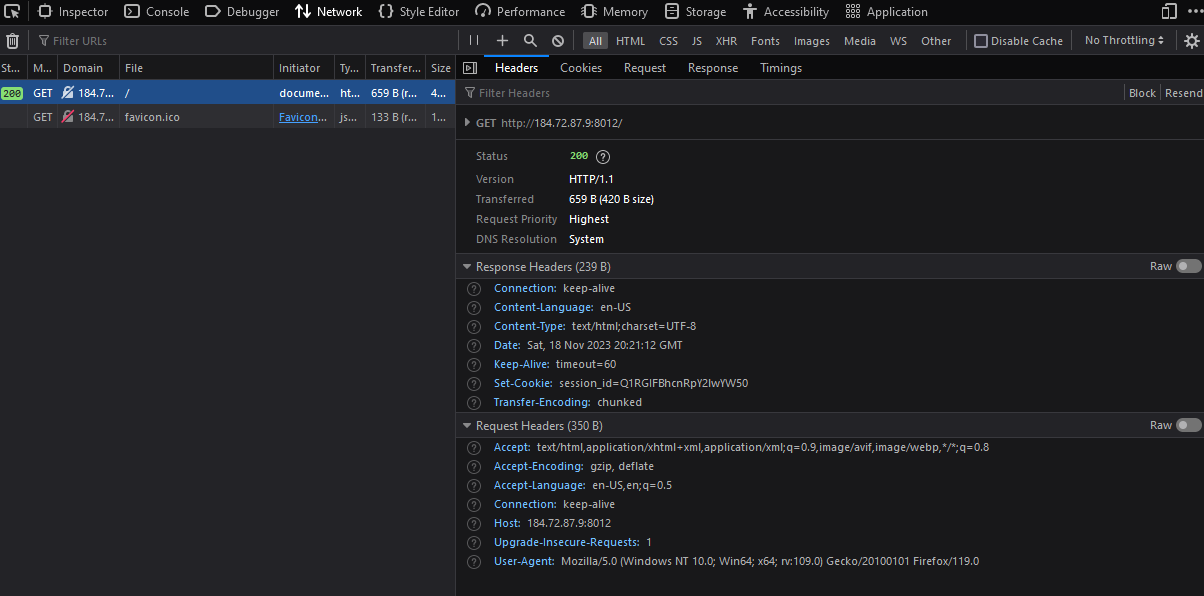 Inspector Console Debugger Network Style Editor Performance Memory Storage Accessibility Application
Filter URLs
All HTML CSS JS XHR Fonts Images Media WS Other Disable Cache No Throttling
St... M... Domain File Initiator Ty... Transfer... Size
200 GET 184.7... / docume... ht... 659 B (r... 4...
GET 184.7... favicon.ico Favicon... js... 133 B (r... 1...
Headers Cookies Request Response Timings
Filter Headers Block Resend
GET http://184.72.87.9:8012/
Status 200
Version HTTP/1.1
Transferred 659 B (420 B size)
Request Priority Highest
DNS Resolution System
Response Headers (239 B) Raw
Connection: keep-alive
Content-Language: en-US
Content-Type: text/html;charset=UTF-8
Date: Sat, 18 Nov 2023 20:21:12 GMT
Keep-Alive: timeout=60
Set-Cookie: session_id=Q1RGIFBhcnRpY2lwYW50
Transfer-Encoding: chunked
Request Headers (350 B) Raw
Accept: text/html,application/xhtml+xml,application/xml;q=0.9,image/avif,image/webp,*/*;q=0.8
Accept-Encoding: gzip, deflate
Accept-Language: en-US,en;q=0.5
Connection: keep-alive
Host: 184.72.87.9:8012
Upgrade-Insecure-Requests: 1
User-Agent: Mozilla/5.0 (Windows NT 10.0; Win64; x64; rv:109.0) Gecko/20100101 Firefox/119.0